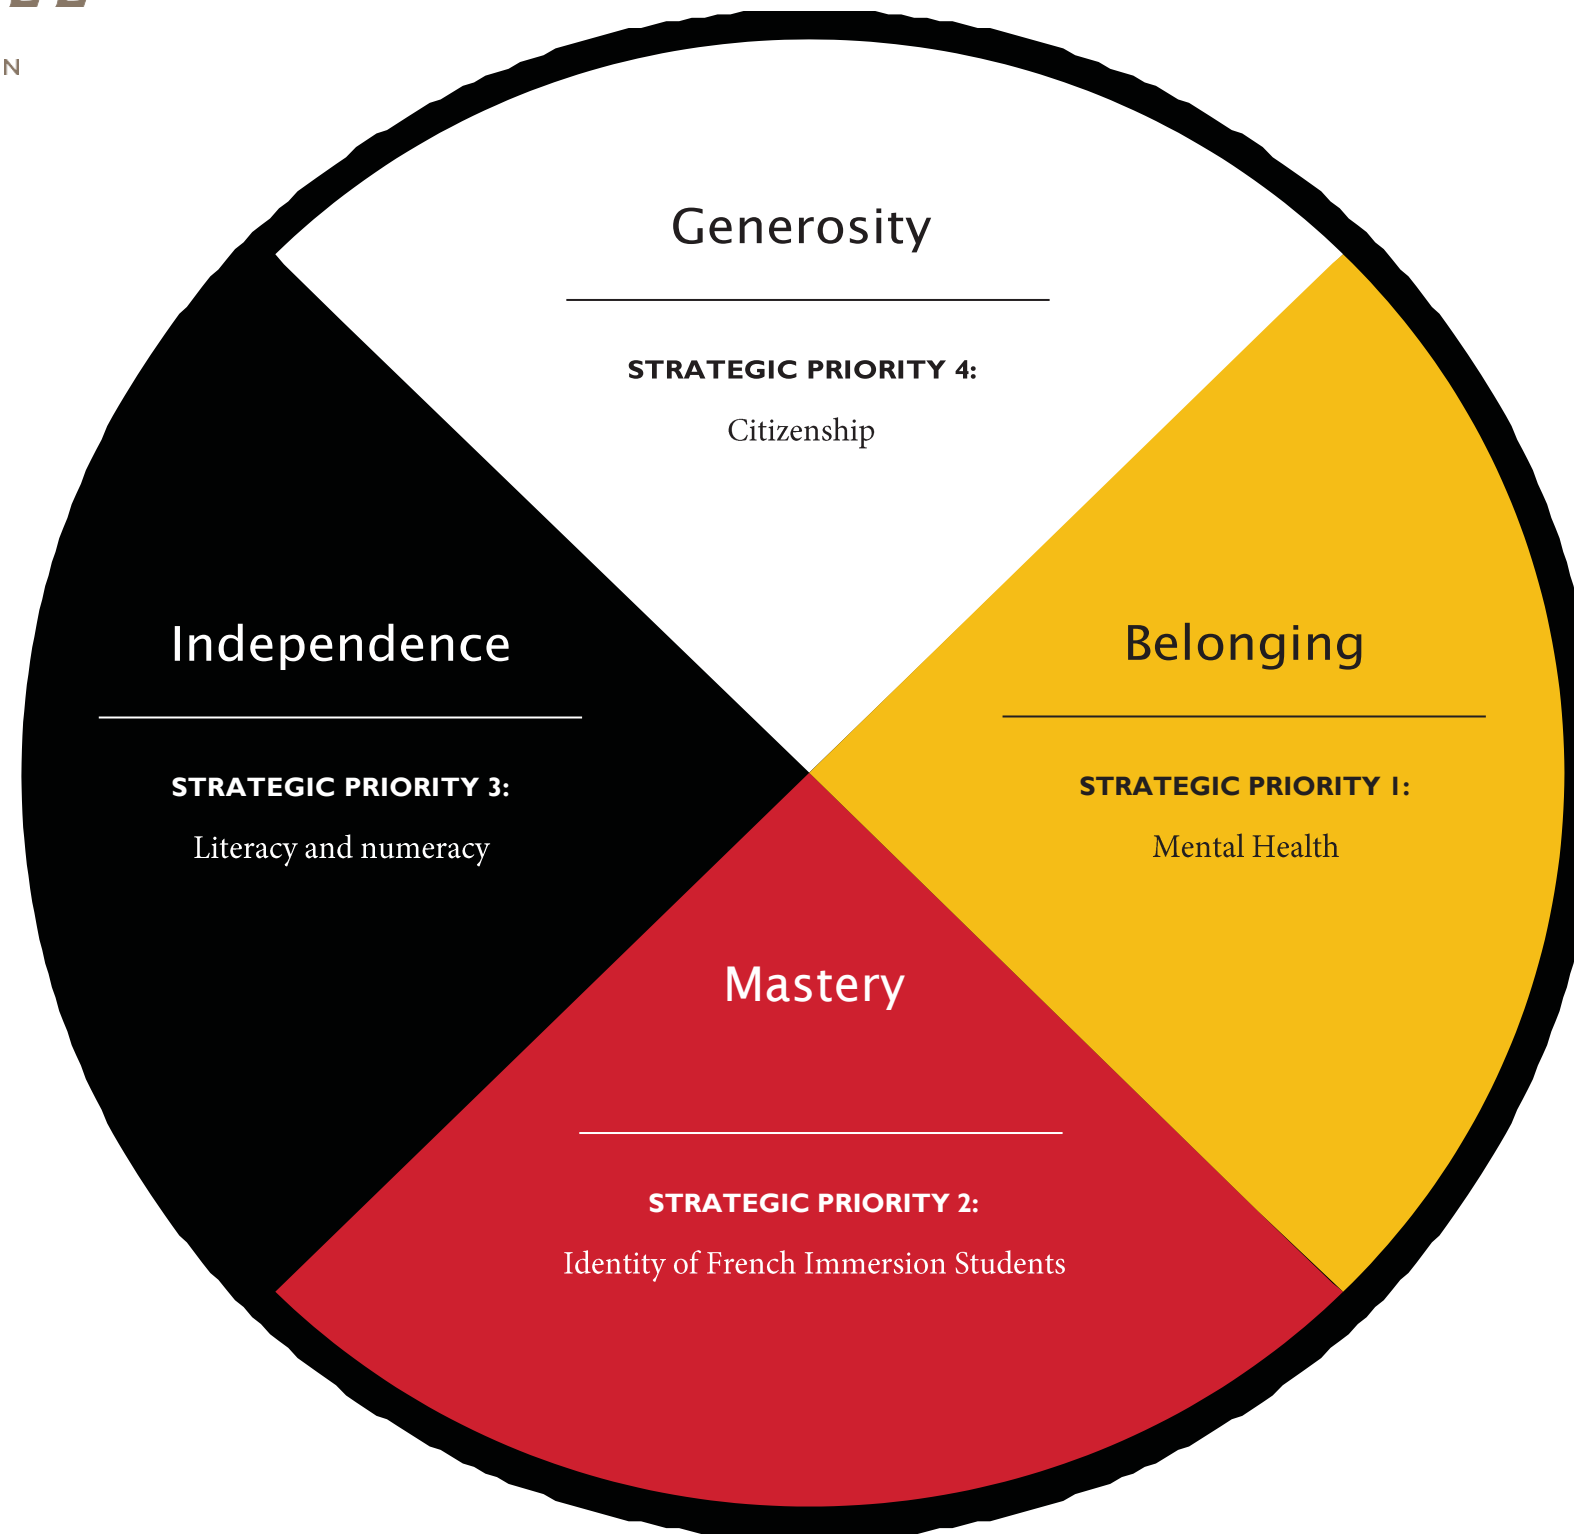 N
Generosity
STRATEGIC PRIORITY 4:
Citizenship
Independence
STRATEGIC PRIORITY 3:
Literacy and numeracy
Belonging
STRATEGIC PRIORITY 1:
Mental Health
Mastery
STRATEGIC PRIORITY 2:
Identity of French Immersion Students